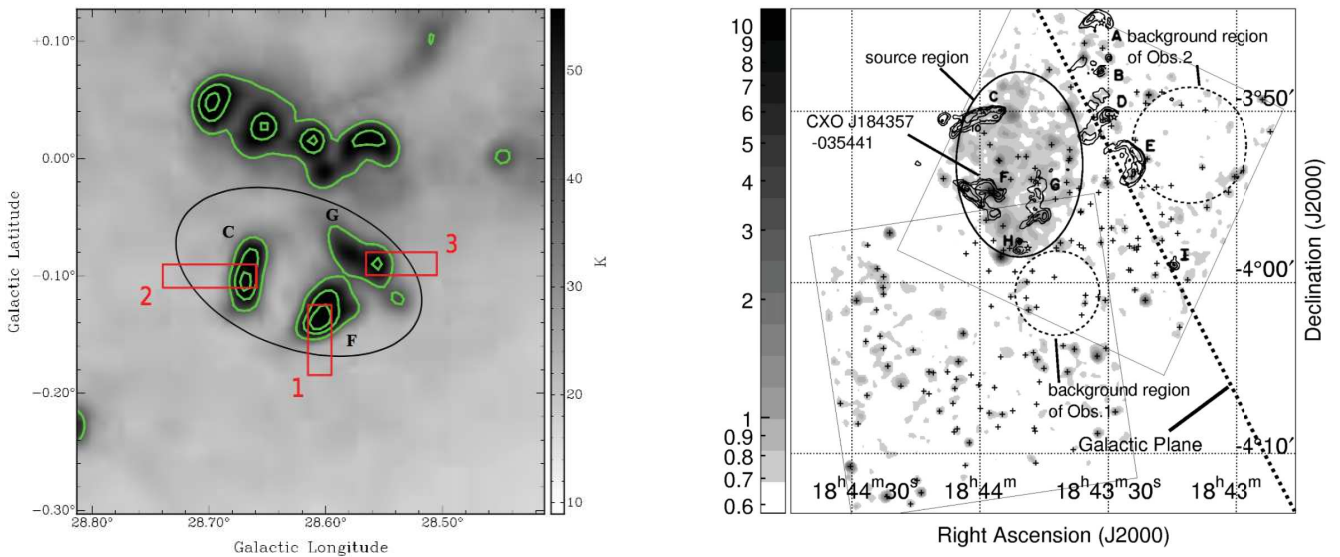 +0.10°
0.00°
−0.10°
−0.20°
−0.30°
Galactic Latitude
28.80°
28.70°
28.60°
28.50°
Galactic Longitude
C
G
F
1
2
3
50
40
30
20
10
K
10
9
8
7
6
5
4
3
2
1
0.9
0.8
0.7
0.6
source region
CXO J184357
-035441
A
background region
of Obs.2
B
C
D
E
F
G
H
I
10
background region
of Obs.1
Galactic Plane
-3°50′
-4°00′
-4°10′
Declination (J2000)
18ʰ44ᵐ30ˢ
18ʰ44ᵐ
18ʰ43ᵐ30ˢ
18ʰ43ᵐ
Right Ascension (J2000)